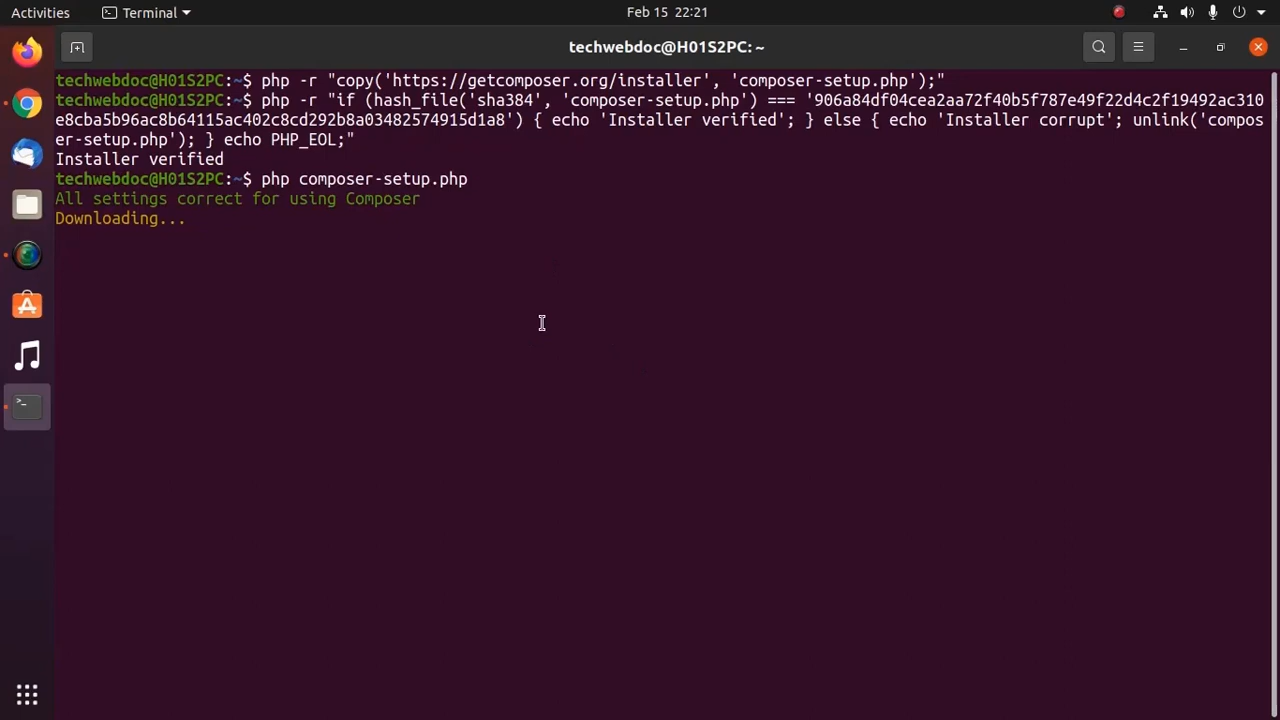 Activities
Terminal
Feb 15 22:21
techwebdoc@H01S2PC: ~
techwebdoc@H01S2PC:~$ php -r "copy('https://getcomposer.org/installer', 'composer-setup.php');"
techwebdoc@H01S2PC:~$ php -r "if (hash_file('sha384', 'composer-setup.php') === '906a84df04cea2aa72f40b5f787e49f22d4c2f19492ac310
e8cba5b96ac8b64115ac402c8cd292b8a03482574915d1a8') { echo 'Installer verified'; } else { echo 'Installer corrupt'; unlink('compos
er-setup.php'); } echo PHP_EOL;"
Installer verified
techwebdoc@H01S2PC:~$ php composer-setup.php
All settings correct for using Composer
Downloading...